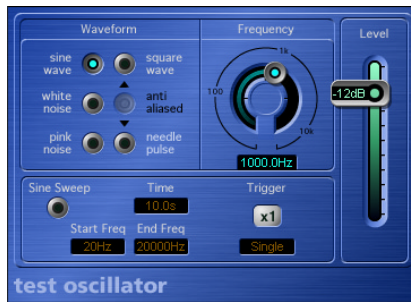 Waveform
Frequency
Level
sine wave
square wave
white noise
anti aliased
pink noise
needle pulse
1k
100
10k
1000.0Hz
-12dB
Sine Sweep
Time
10.0s
Start Freq
End Freq
20Hz
20000Hz
Trigger
x1
Single
test oscillator